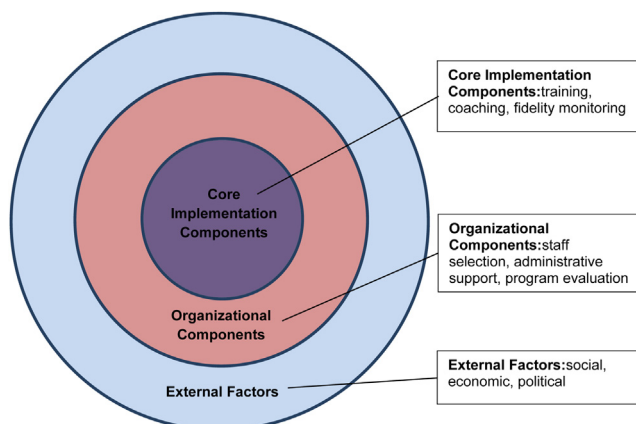 Core Implementation
Components:training,
coaching, fidelity monitoring
Core
Implementation
Components
Organizational
Components:staff
selection, administrative
support, program evaluation
Organizational
Components
External Factors:social,
economic, political
External Factors